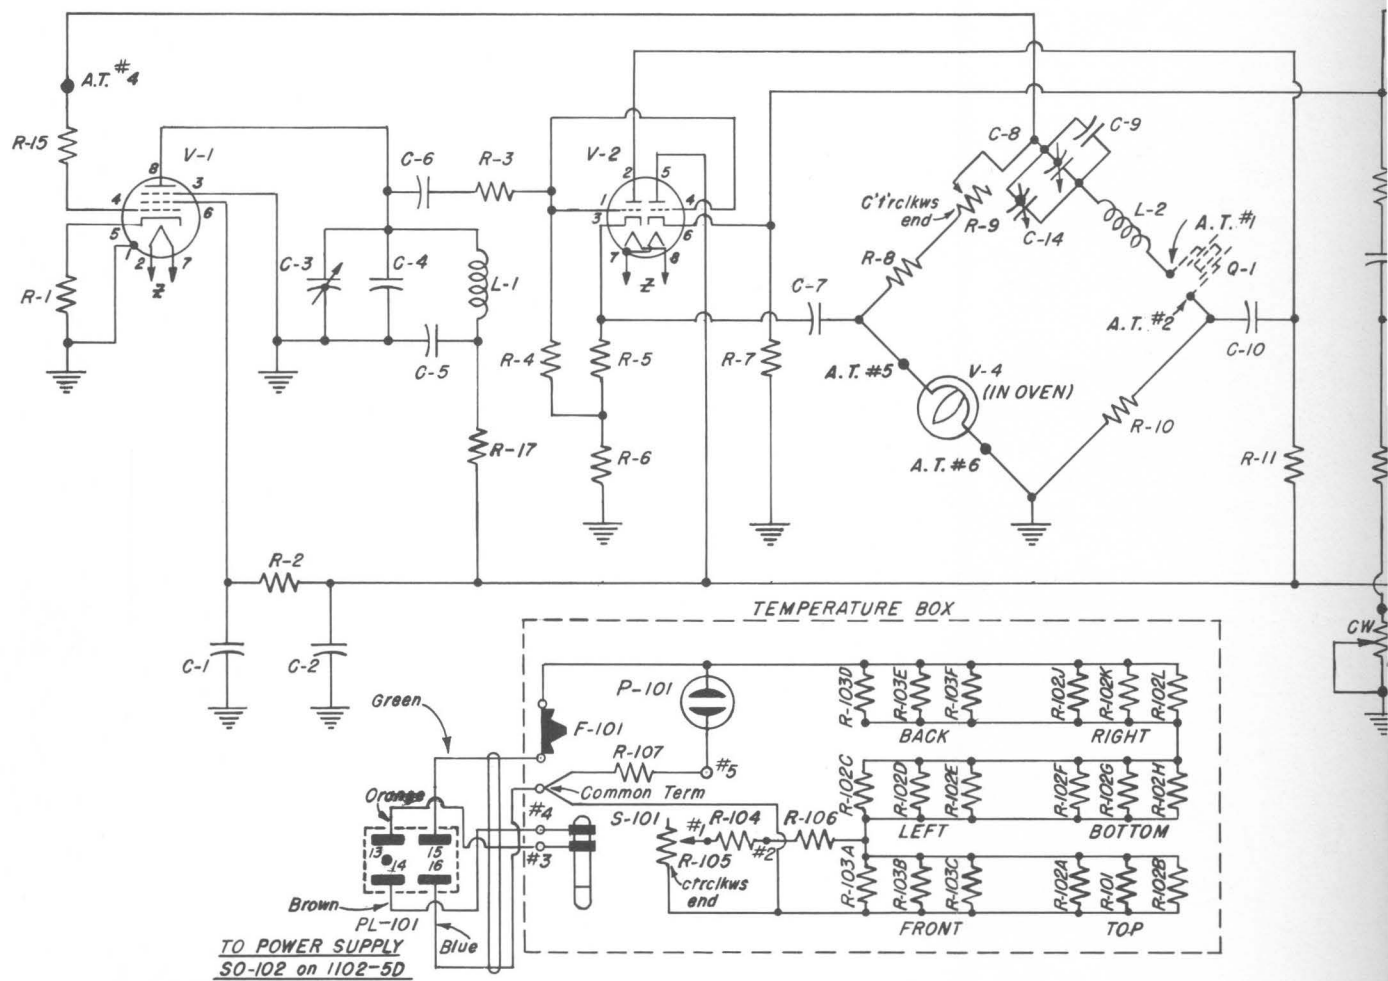 A.T. #4
R-15
V-1
8
3
6
4
5
1
2
7
Z
R-1
C-6
R-3
C-3
C-4
L-1
C-5
R-17
V-2
2
5
1
4
3
6
7
8
Z
R-4
R-5
R-6
C-7
R-7
C-8
C-9
C't'rclkws
end
R-9
C-14
R-8
L-2
A.T. #1
Q-1
A.T. #2
C-10
A.T. #5
V-4
(IN OVEN)
A.T. #6
R-10
R-11
R-2
C-1
C-2
CW
TEMPERATURE BOX
Green
F-101
P-101
R-107
#5
Common Term
Orange
#4
#3
S-101
#1
R-104
#2
R-106
R-105
ctrclkws
end
13
15
14
16
Brown
PL-101
Blue
TO POWER SUPPLY
SO-102 on 1102-5D
R-103D
R-103E
R-103F
R-102J
R-102K
R-102L
BACK
RIGHT
R-102C
R-102D
R-102E
R-102F
R-102G
R-102H
LEFT
BOTTOM
R-103A
R-103B
R-103C
R-102A
R-101
R-102B
FRONT
TOP